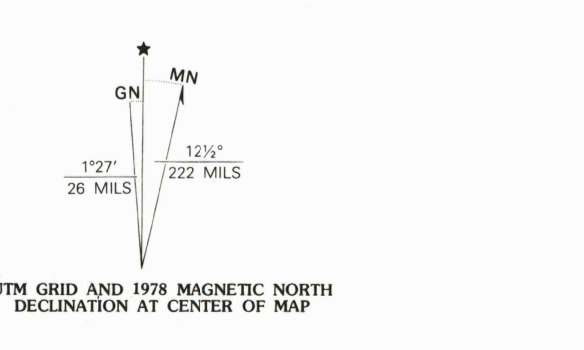 ★
MN
GN
12½°
222 MILS
1°27′
26 MILS
UTM GRID AND 1978 MAGNETIC NORTH
DECLINATION AT CENTER OF MAP